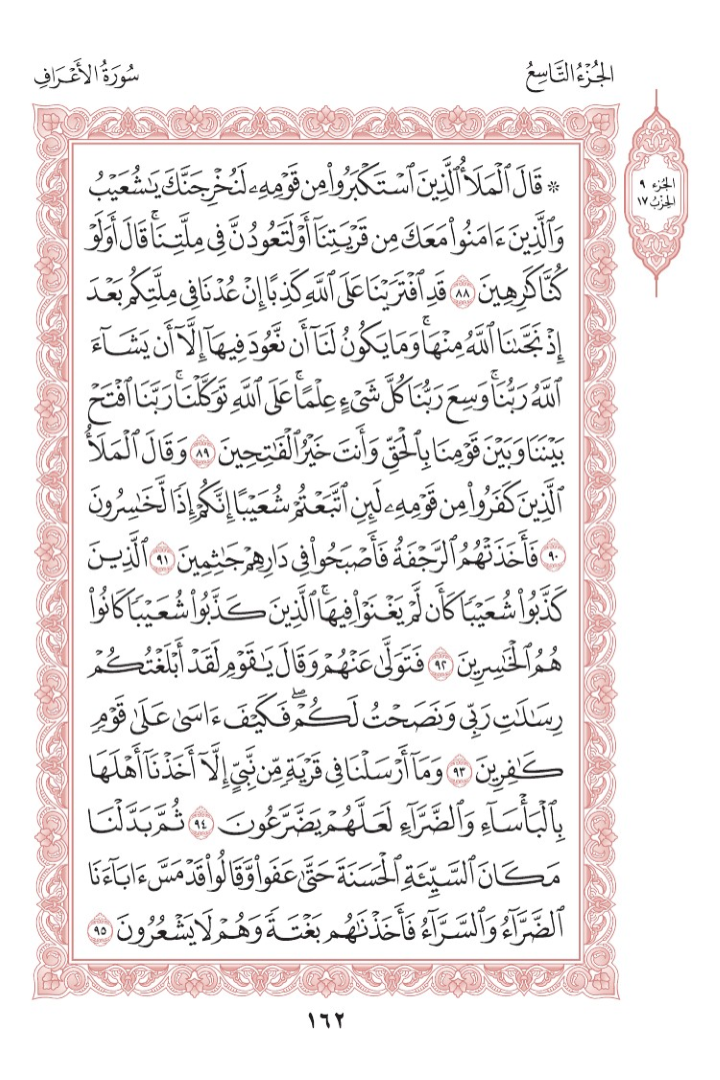 الجُزْءُ التَّاسِعُ
سُورَةُ الأَعْرَافِ
الجزء ٩
الحِزْبُ ١٧
۞ قَالَ ٱلْمَلَأُ ٱلَّذِينَ ٱسْتَكْبَرُوا۟ مِن قَوْمِهِۦ لَنُخْرِجَنَّكَ يَـٰشُعَيْبُ
وَٱلَّذِينَ ءَامَنُوا۟ مَعَكَ مِن قَرْيَتِنَآ أَوْ لَتَعُودُنَّ فِى مِلَّتِنَا ۚ قَالَ أَوَلَوْ
كُنَّا كَـٰرِهِينَ ٨٨ قَدِ ٱفْتَرَيْنَا عَلَى ٱللَّهِ كَذِبًا إِنْ عُدْنَا فِى مِلَّتِكُم بَعْدَ
إِذْ نَجَّىٰنَا ٱللَّهُ مِنْهَا ۚ وَمَا يَكُونُ لَنَآ أَن نَّعُودَ فِيهَآ إِلَّآ أَن يَشَآءَ
ٱللَّهُ رَبُّنَا ۚ وَسِعَ رَبُّنَا كُلَّ شَىْءٍ عِلْمًا ۚ عَلَى ٱللَّهِ تَوَكَّلْنَا ۚ رَبَّنَا ٱفْتَحْ
بَيْنَنَا وَبَيْنَ قَوْمِنَا بِٱلْحَقِّ وَأَنتَ خَيْرُ ٱلْفَـٰتِحِينَ ٨٩ وَقَالَ ٱلْمَلَأُ
ٱلَّذِينَ كَفَرُوا۟ مِن قَوْمِهِۦ لَئِنِ ٱتَّبَعْتُمْ شُعَيْبًا إِنَّكُمْ إِذًا لَّخَـٰسِرُونَ
٩٠ فَأَخَذَتْهُمُ ٱلرَّجْفَةُ فَأَصْبَحُوا۟ فِى دَارِهِمْ جَـٰثِمِينَ ٩١ ٱلَّذِينَ
كَذَّبُوا۟ شُعَيْبًا كَأَن لَّمْ يَغْنَوْا۟ فِيهَا ۚ ٱلَّذِينَ كَذَّبُوا۟ شُعَيْبًا كَانُوا۟
هُمُ ٱلْخَـٰسِرِينَ ٩٢ فَتَوَلَّىٰ عَنْهُمْ وَقَالَ يَـٰقَوْمِ لَقَدْ أَبْلَغْتُكُمْ
رِسَـٰلَـٰتِ رَبِّى وَنَصَحْتُ لَكُمْ ۖ فَكَيْفَ ءَاسَىٰ عَلَىٰ قَوْمٍ
كَـٰفِرِينَ ٩٣ وَمَآ أَرْسَلْنَا فِى قَرْيَةٍ مِّن نَّبِىٍّ إِلَّآ أَخَذْنَآ أَهْلَهَا
بِٱلْبَأْسَآءِ وَٱلضَّرَّآءِ لَعَلَّهُمْ يَضَّرَّعُونَ ٩٤ ثُمَّ بَدَّلْنَا
مَكَانَ ٱلسَّيِّئَةِ ٱلْحَسَنَةَ حَتَّىٰ عَفَوا۟ وَّقَالُوا۟ قَدْ مَسَّ ءَابَآءَنَا
ٱلضَّرَّآءُ وَٱلسَّرَّآءُ فَأَخَذْنَـٰهُم بَغْتَةً وَهُمْ لَا يَشْعُرُونَ ٩٥
١٦٢